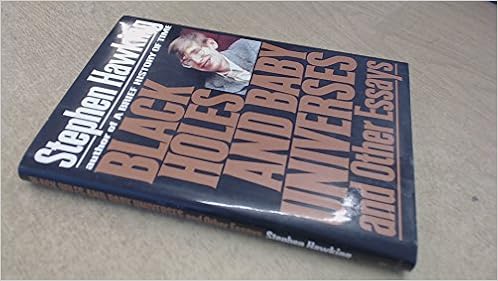 Stephen Hawking
author of A BRIEF HISTORY OF TIME
BLACK
HOLES
AND BABY
UNIVERSES
and Other Essays
BLACK HOLES AND BABY UNIVERSES and Other Essays Stephen Hawking